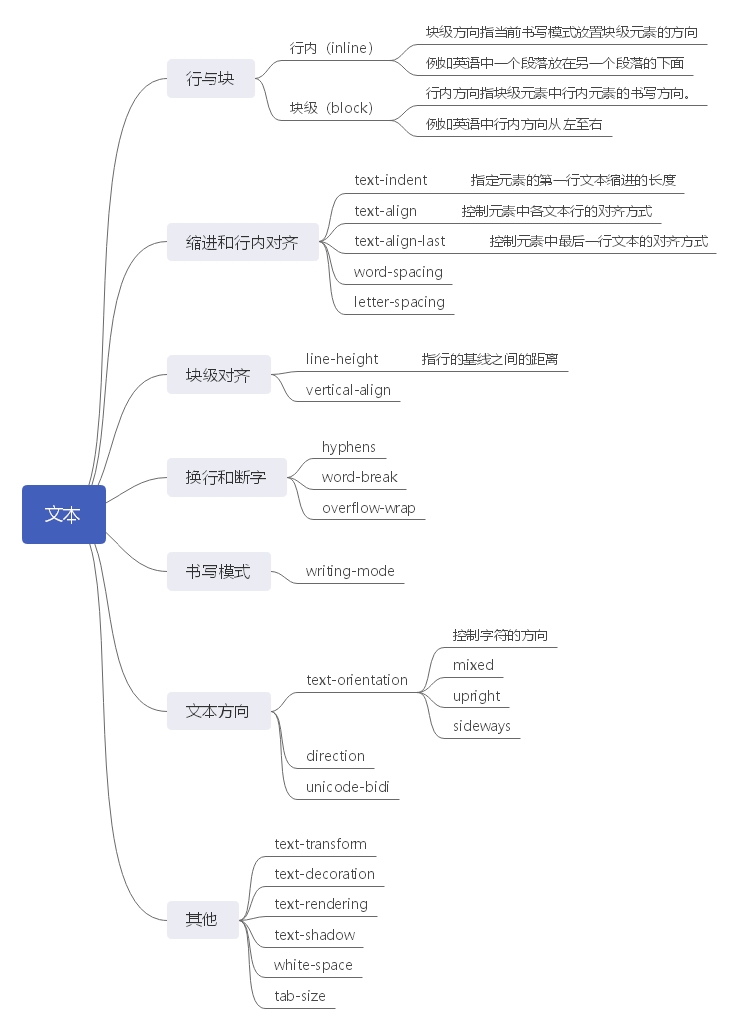 文本
行与块
行内（inline）
块级方向指当前书写模式放置块级元素的方向
例如英语中一个段落放在另一个段落的下面
块级（block）
行内方向指块级元素中行内元素的书写方向。
例如英语中行内方向从左至右
缩进和行内对齐
text-indent 指定元素的第一行文本缩进的长度
text-align 控制元素中各文本行的对齐方式
text-align-last 控制元素中最后一行文本的对齐方式
word-spacing
letter-spacing
块级对齐
line-height 指行的基线之间的距离
vertical-align
换行和断字
hyphens
word-break
overflow-wrap
书写模式
writing-mode
文本方向
text-orientation
控制字符的方向
mixed
upright
sideways
direction
unicode-bidi
其他
text-transform
text-decoration
text-rendering
text-shadow
white-space
tab-size